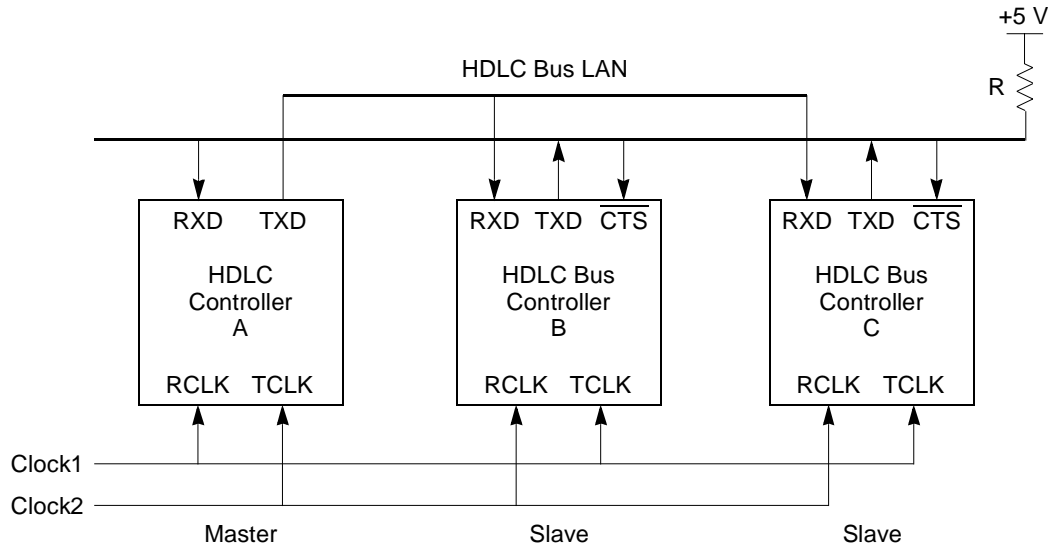 +5 V
HDLC Bus LAN
R
RXD TXD
RXD TXD CTS
RXD TXD CTS
HDLC
Controller
A
HDLC Bus
Controller
B
HDLC Bus
Controller
C
RCLK TCLK
RCLK TCLK
RCLK TCLK
Clock1
Clock2
Master
Slave
Slave